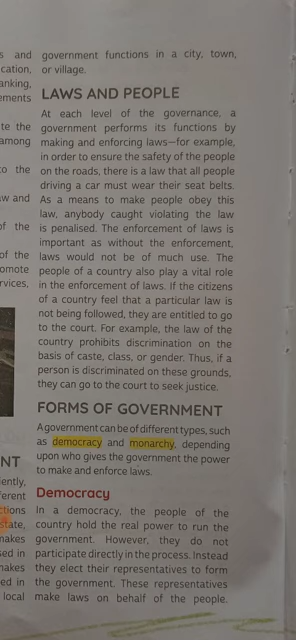 s and
cation,
anking,
ements
te the
among
to the
w and
of the
of the
omote
rvices.
NT
iently,
ferent
ctions
state,
makes
sed in
makes
ed in
local
government functions in a city, town,
or village.
LAWS AND PEOPLE
At each level of the governance, a
government performs its functions by
making and enforcing laws—for example,
in order to ensure the safety of the people
on the roads, there is a law that all people
driving a car must wear their seat belts.
As a means to make people obey this
law, anybody caught violating the law
is penalised. The enforcement of laws is
important as without the enforcement,
laws would not be of much use. The
people of a country also play a vital role
in the enforcement of laws. If the citizens
of a country feel that a particular law is
not being followed, they are entitled to go
to the court. For example, the law of the
country prohibits discrimination on the
basis of caste, class, or gender. Thus, if a
person is discriminated on these grounds,
they can go to the court to seek justice.
FORMS OF GOVERNMENT
A government can be of different types, such
as democracy and monarchy, depending
upon who gives the government the power
to make and enforce laws.
Democracy
In a democracy, the people of the
country hold the real power to run the
government. However, they do not
participate directly in the process. Instead
they elect their representatives to form
the government. These representatives
make laws on behalf of the people.